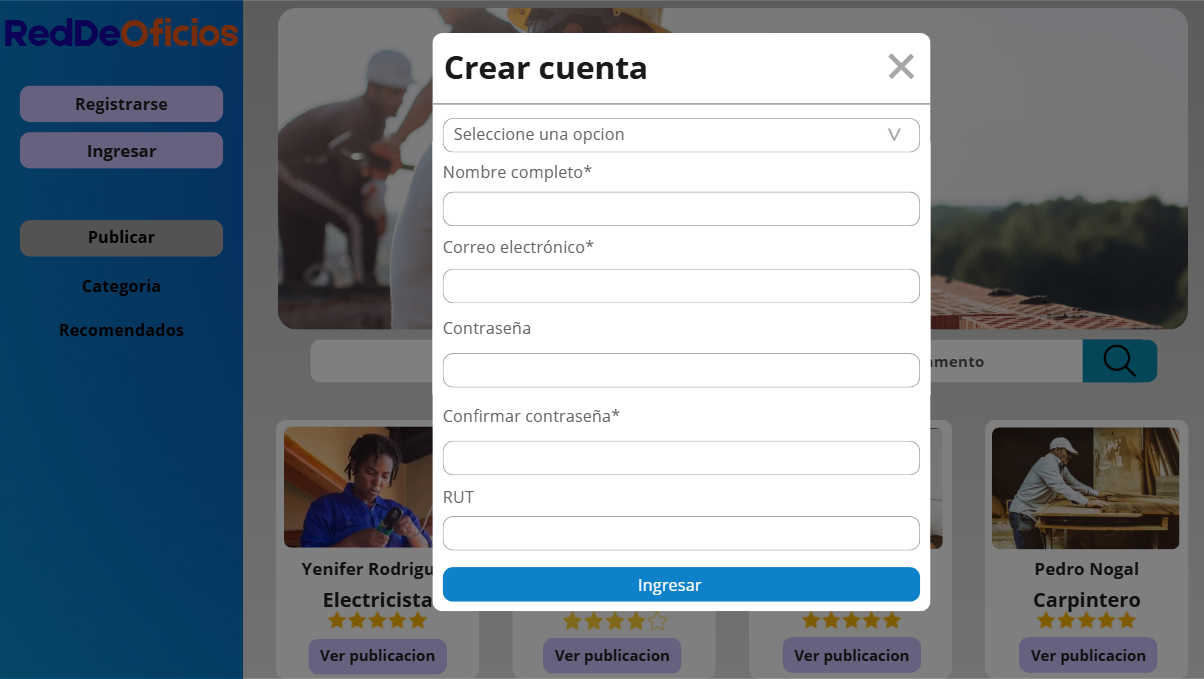 RedDeOficios
Registrarse
Ingresar
Publicar
Categoria
Recomendados
Crear cuenta
Seleccione una opcion
Nombre completo*
Correo electrónico*
Contraseña
Confirmar contraseña*
RUT
Ingresar
Yenifer Rodrigu
Electricista
Ver publicacion
Ver publicacion
Ver publicacion
Pedro Nogal
Carpintero
Ver publicacion